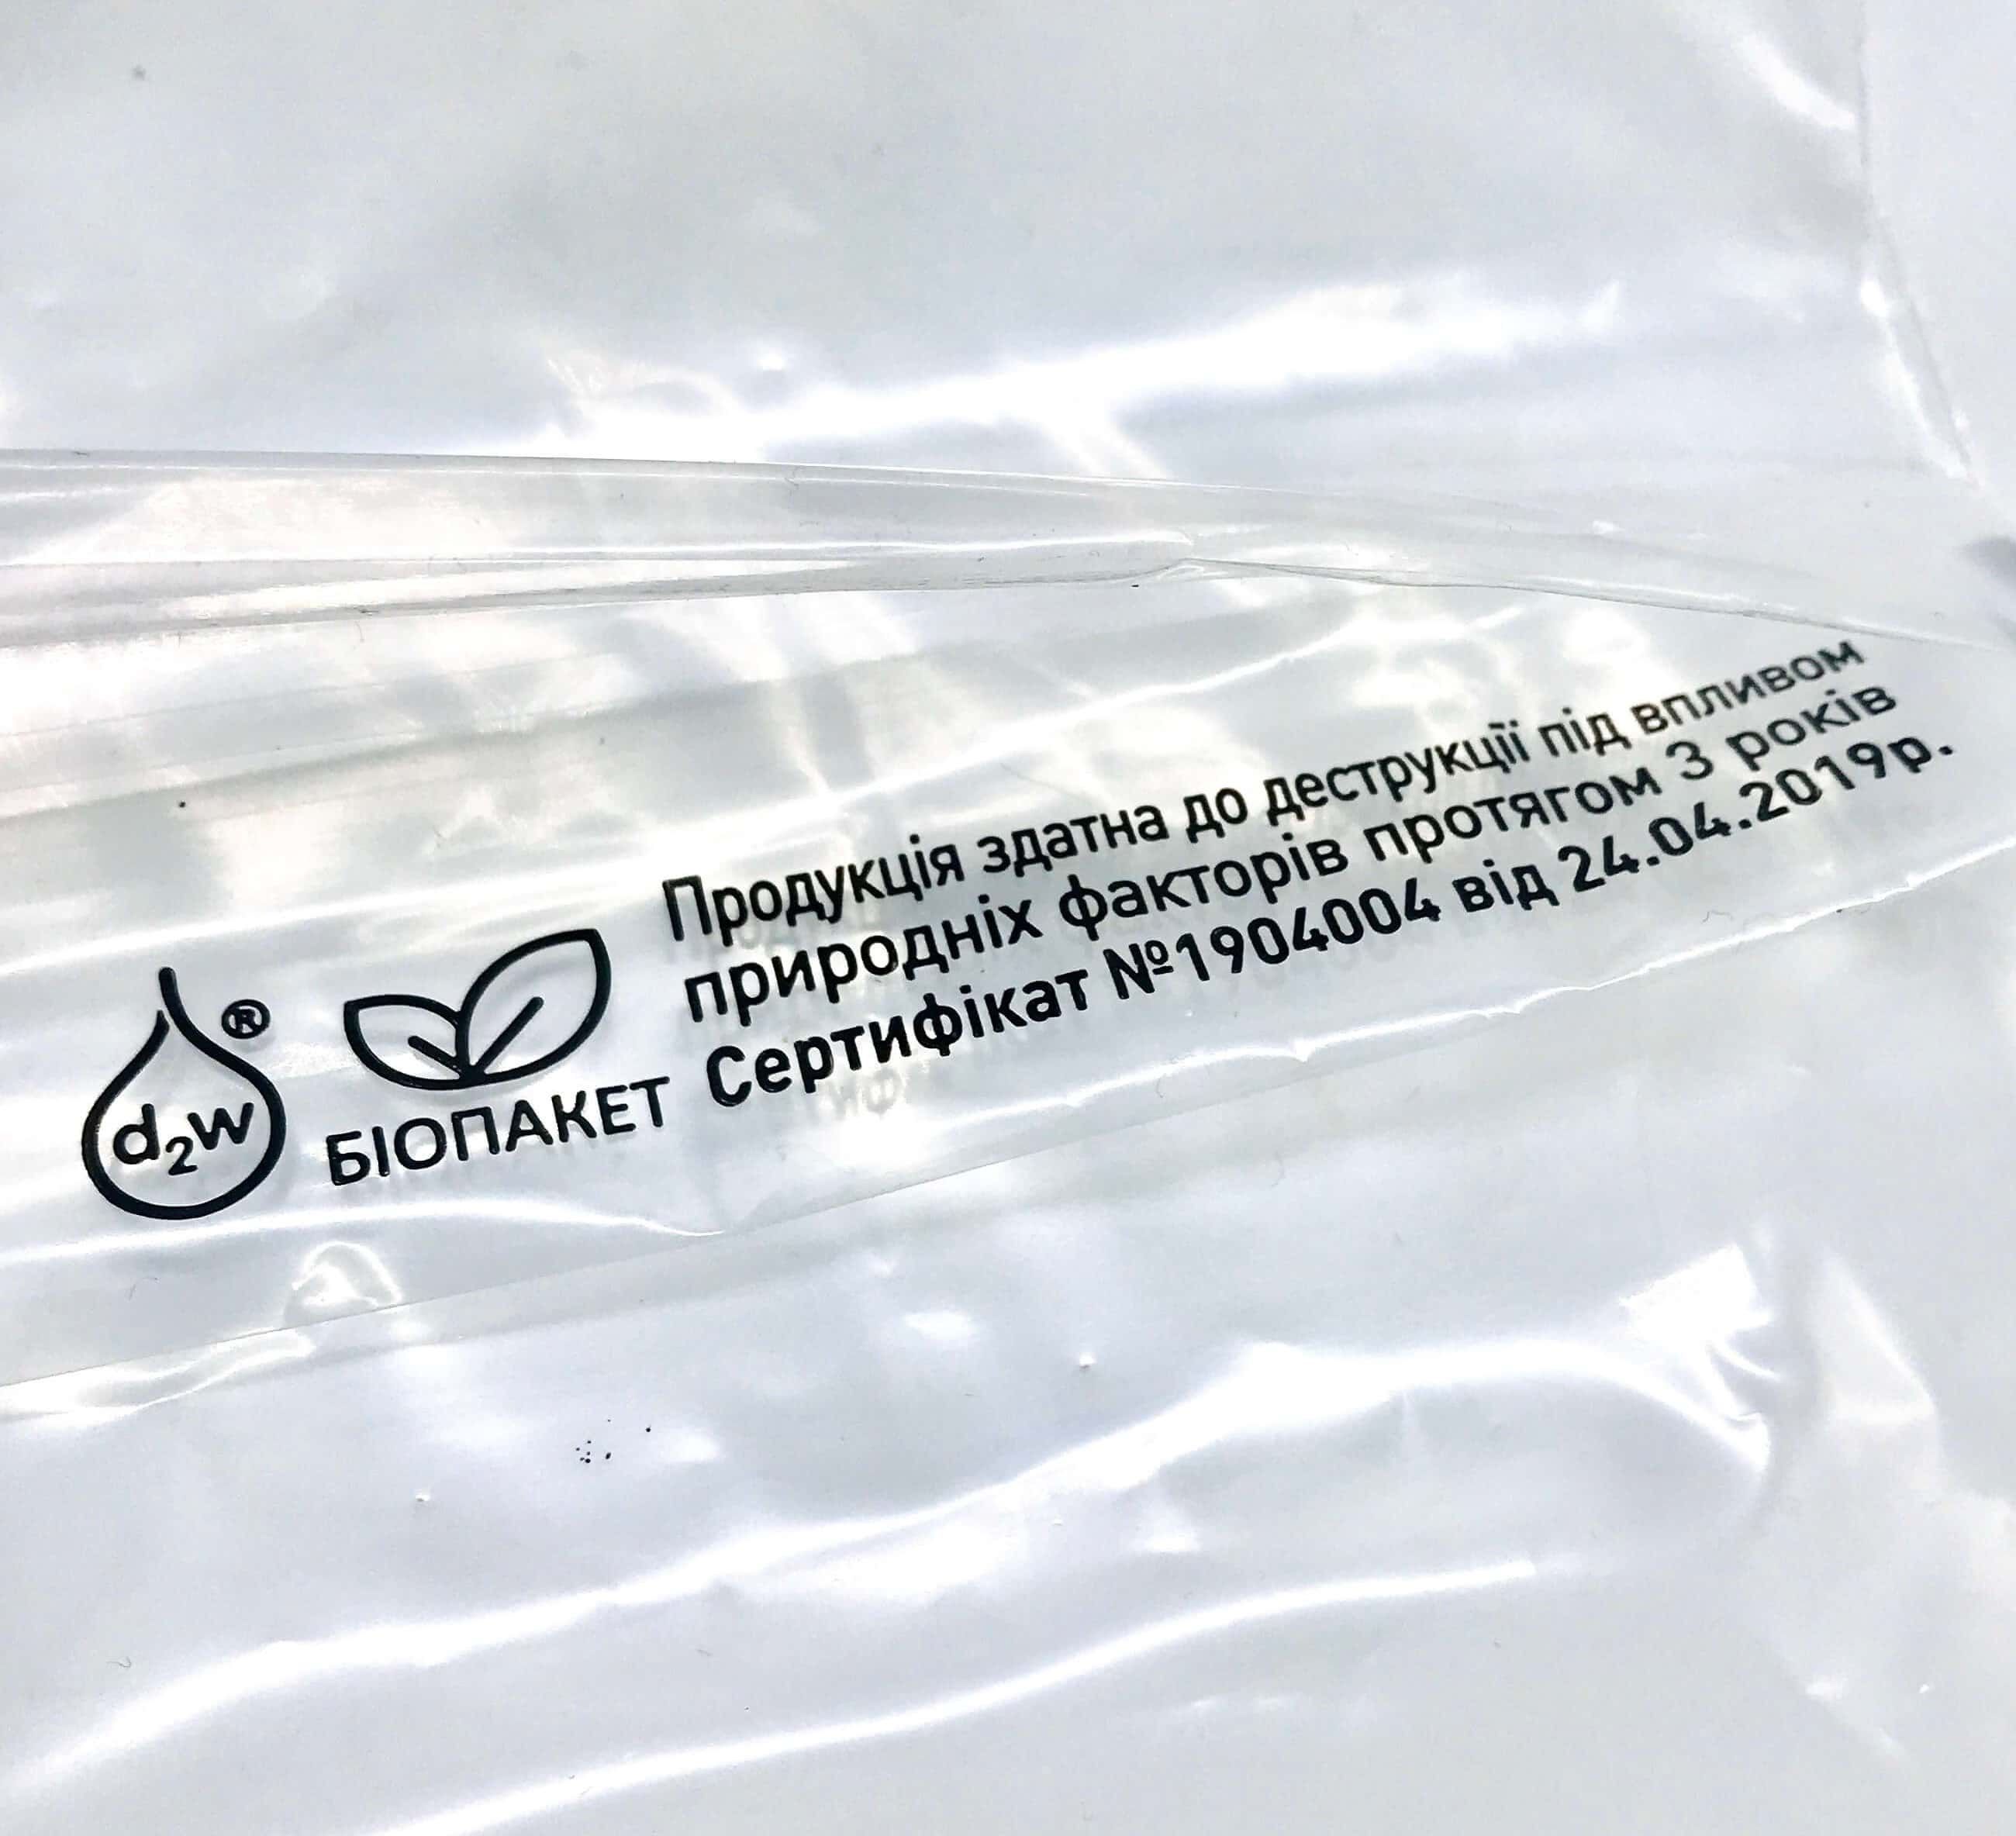 d2w®
БІОПАКЕТ
Продукція здатна до деструкції під впливом
природніх факторів протягом 3 років
Сертифікат №1904004 від 24.04.2019р.